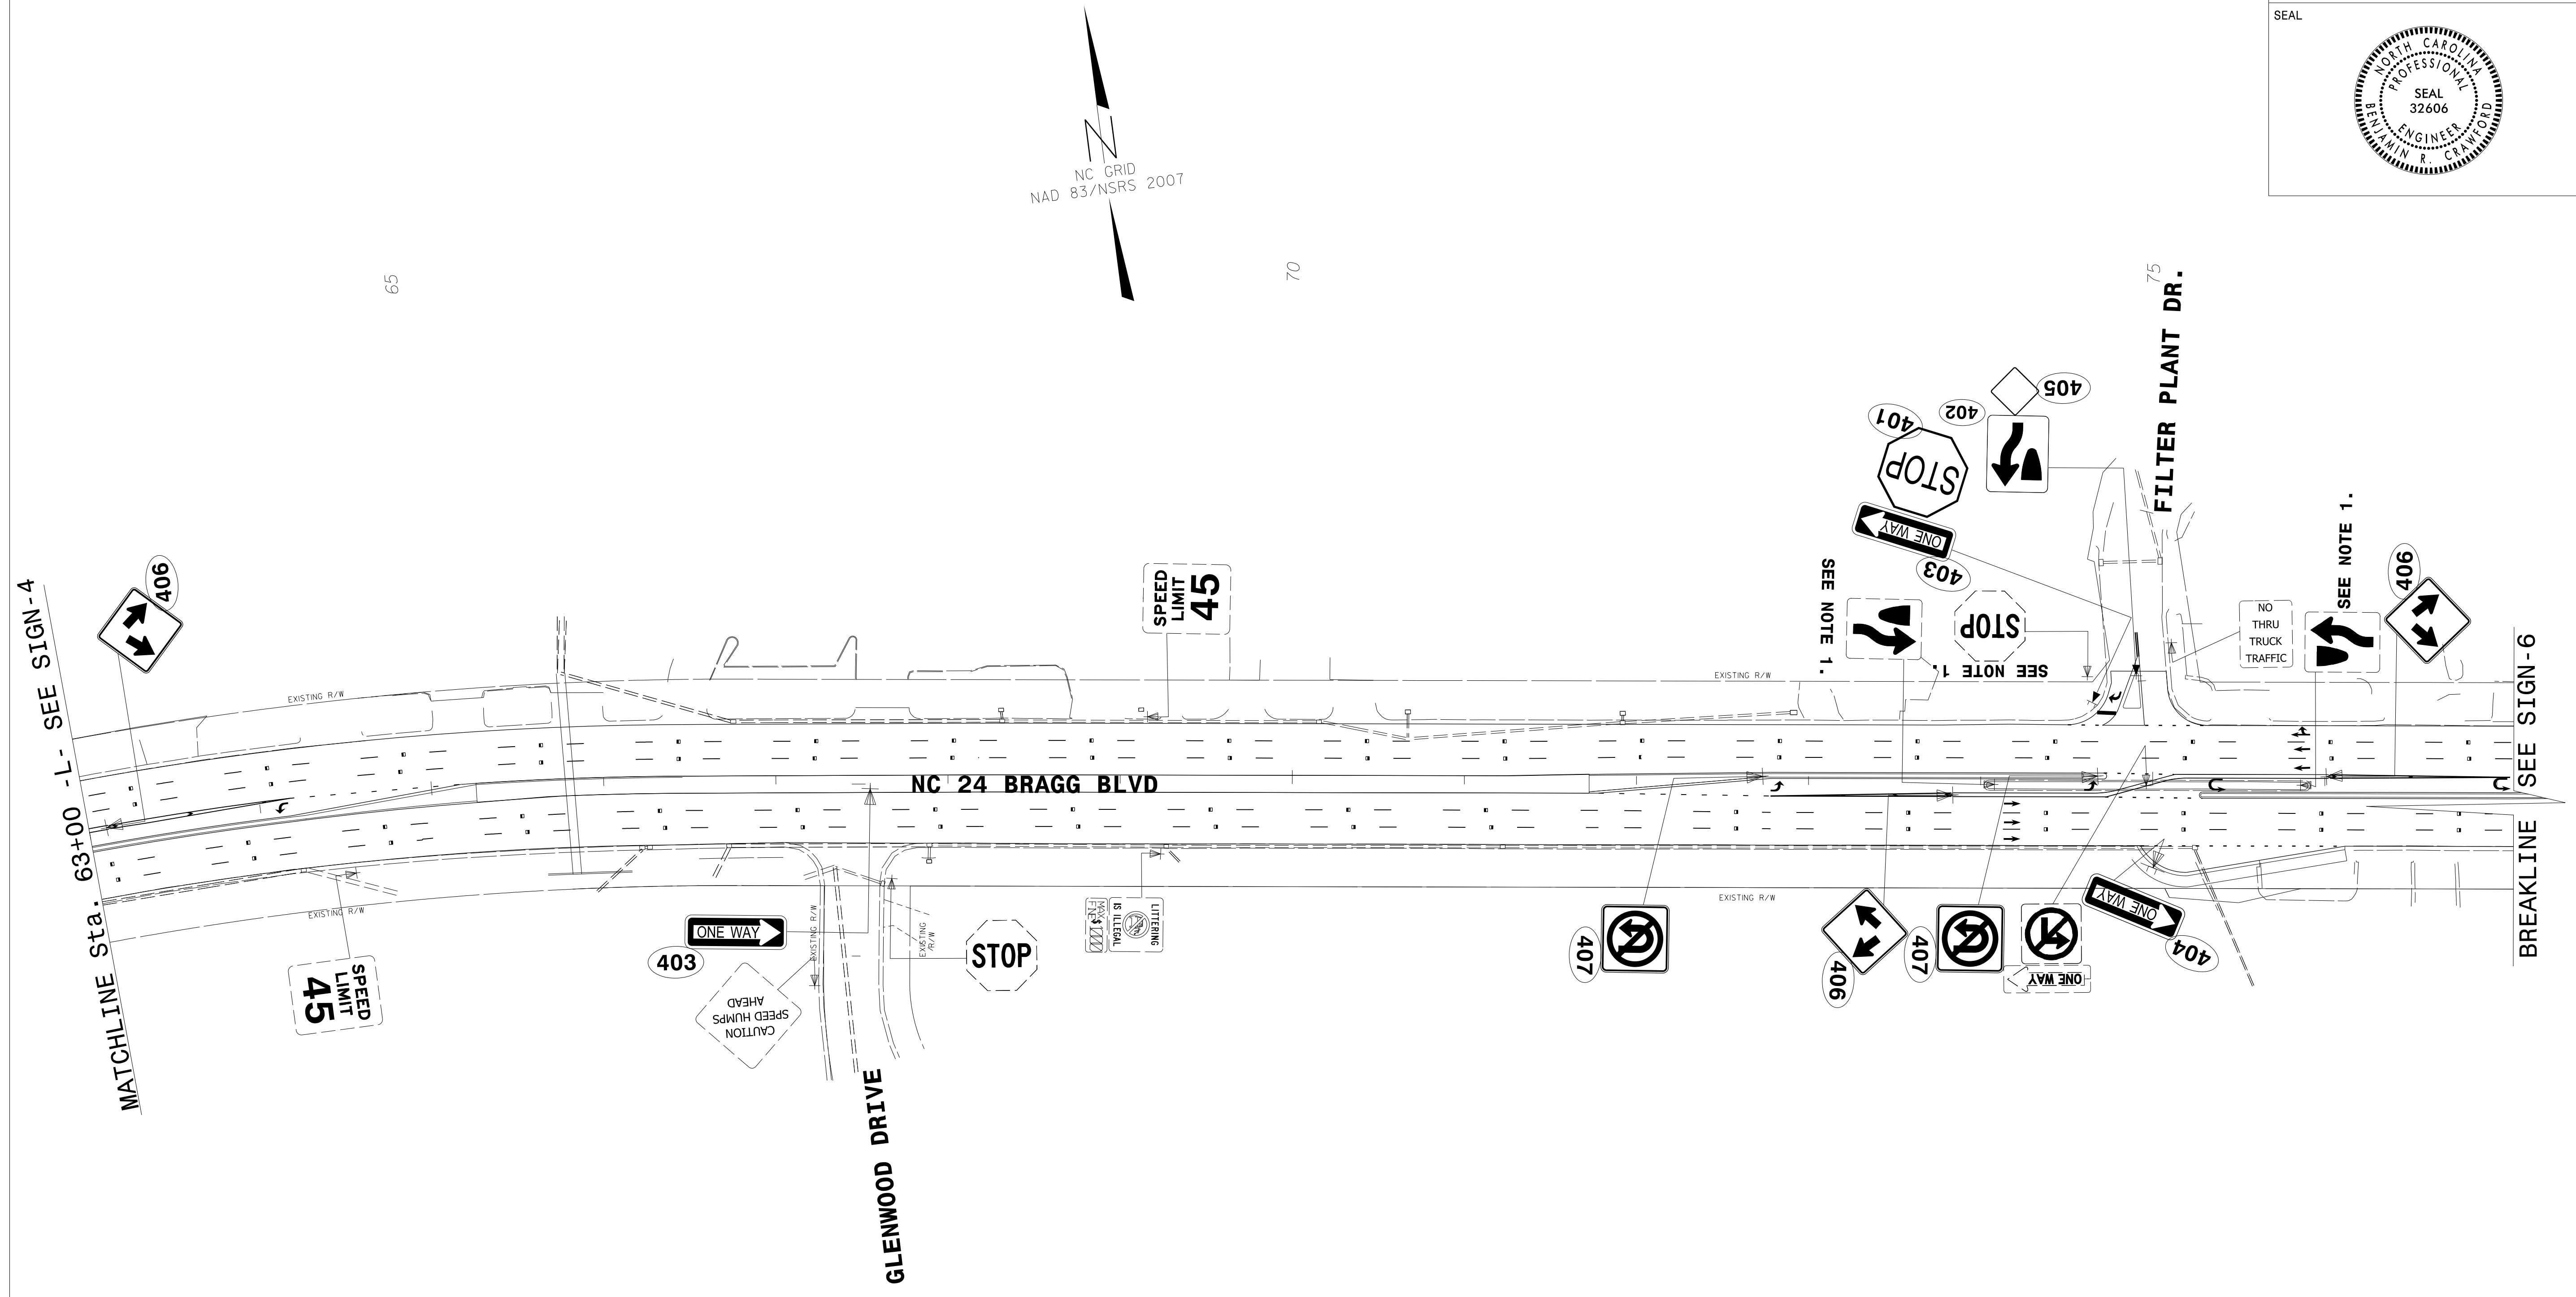 SEAL
NORTH CAROLINA
PROFESSIONAL
SEAL
32606
ENGINEER
BENJAMIN R. CRAWFORD
NC GRID
NAD 83/NSRS 2007
65
70
75
FILTER PLANT DR.
405
402
401
STOP
ONE WAY
403
SEE NOTE 1.
STOP
SEE NOTE 1.
NO
THRU
TRUCK
TRAFFIC
SEE NOTE 1.
406
406
SPEED
LIMIT
45
MATCHLINE Sta. 63+00 -L- SEE SIGN-4
EXISTING R/W
EXISTING R/W
NC 24 BRAGG BLVD
BREAKLINE SEE SIGN-6
EXISTING R/W
EXISTING R/W
SPEED
LIMIT
45
ONE WAY
403
EXISTING R/W
EXISTING
R/W
STOP
CAUTION
SPEED HUMPS
AHEAD
LITTERING
IS ILLEGAL
MAX
FINE $
GLENWOOD DRIVE
407
406
407
ONE WAY
ONE WAY
404